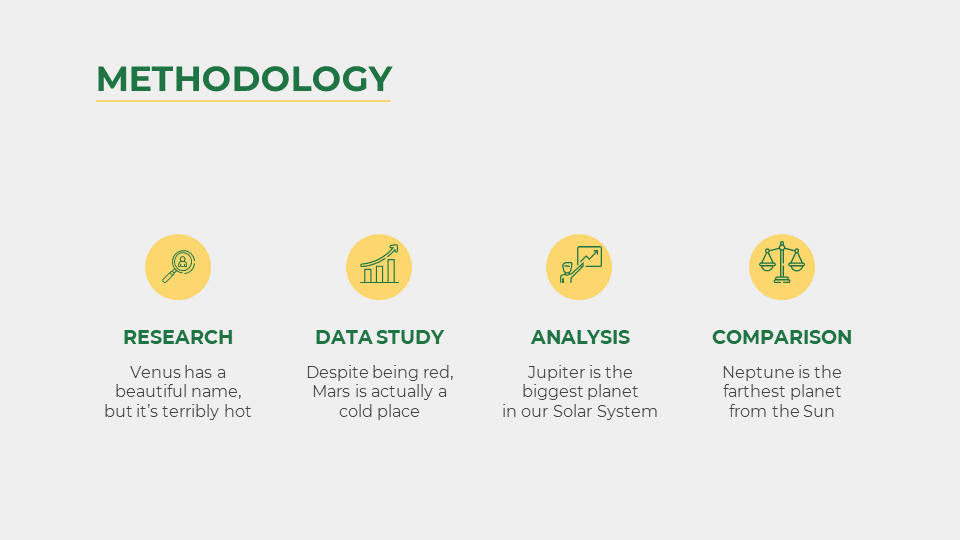 METHODOLOGY
RESEARCH
Venus has a
beautiful name,
but it’s terribly hot
DATA STUDY
Despite being red,
Mars is actually a
cold place
ANALYSIS
Jupiter is the
biggest planet
in our Solar System
COMPARISON
Neptune is the
farthest planet
from the Sun